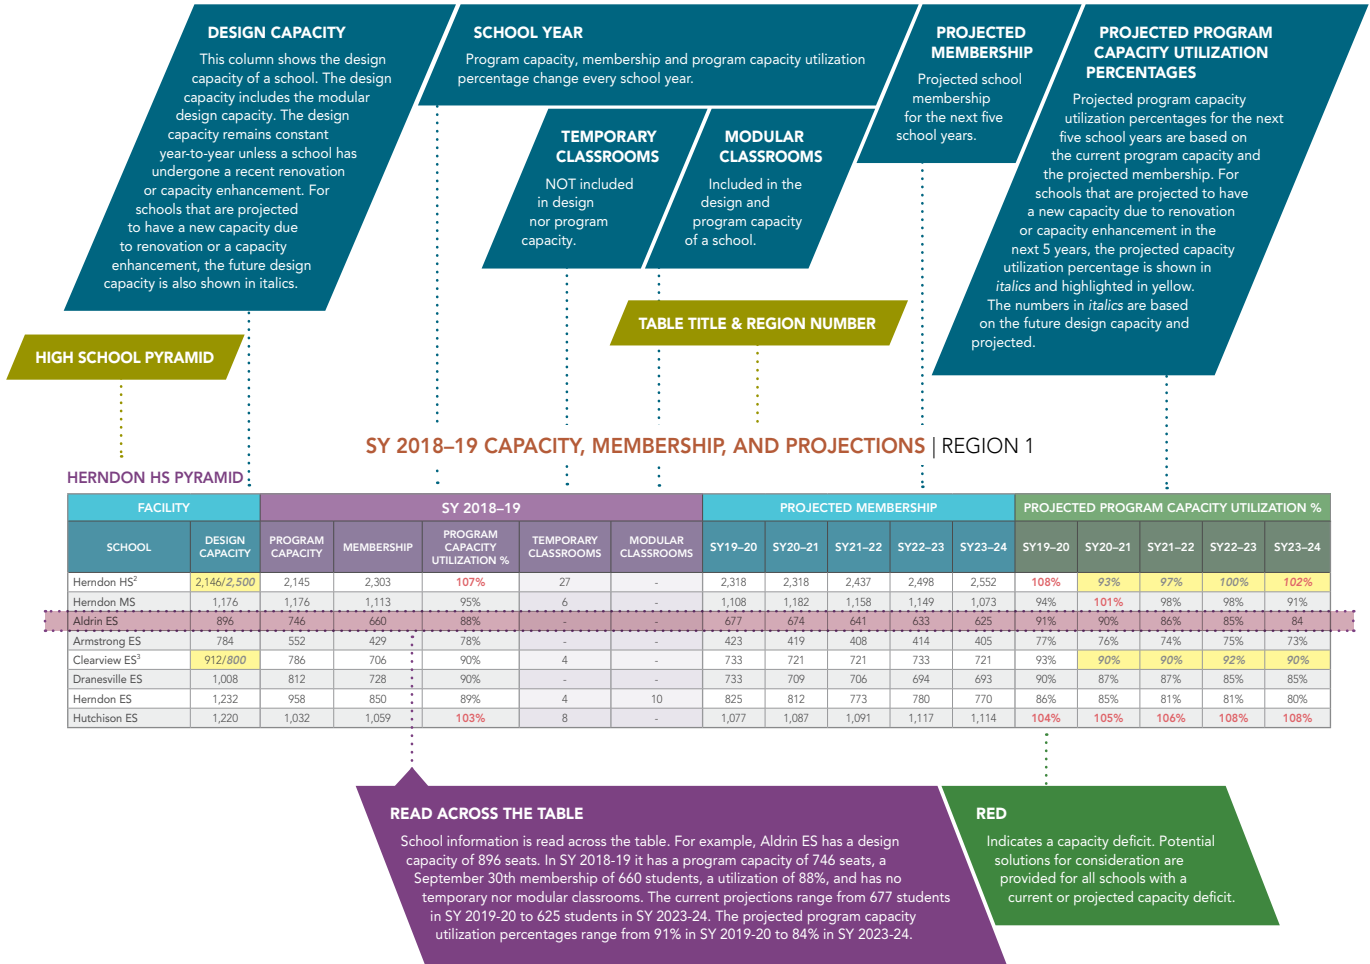 DESIGN CAPACITY
This column shows the design
capacity of a school. The design
capacity includes the modular
design capacity. The design
capacity remains constant
year-to-year unless a school has
undergone a recent renovation
or capacity enhancement. For
schools that are projected
to have a new capacity due
to renovation or a capacity
enhancement, the future design
capacity is also shown in italics.
SCHOOL YEAR
Program capacity, membership and program capacity utilization
percentage change every school year.
TEMPORARY
CLASSROOMS
NOT included
in design
nor program
capacity.
MODULAR
CLASSROOMS
Included in the
design and
program capacity
of a school.
PROJECTED
MEMBERSHIP
Projected school
membership
for the next five
school years.
PROJECTED PROGRAM
CAPACITY UTILIZATION
PERCENTAGES
Projected program capacity
utilization percentages for the next
five school years are based on
the current program capacity and
the projected membership. For
schools that are projected to have
a new capacity due to renovation
or capacity enhancement in the
next 5 years, the projected capacity
utilization percentage is shown in
italics and highlighted in yellow.
The numbers in italics are based
on the future design capacity and
projected.
HIGH SCHOOL PYRAMID
TABLE TITLE & REGION NUMBER
SY 2018–19 CAPACITY, MEMBERSHIP, AND PROJECTIONS | REGION 1
HERNDON HS PYRAMID
FACILITY SY 2018–19 PROJECTED MEMBERSHIP PROJECTED PROGRAM CAPACITY UTILIZATION %
SCHOOL DESIGN CAPACITY PROGRAM CAPACITY MEMBERSHIP PROGRAM CAPACITY UTILIZATION % TEMPORARY CLASSROOMS MODULAR CLASSROOMS SY19–20 SY20–21 SY21–22 SY22–23 SY23–24 SY19–20 SY20–21 SY21–22 SY22–23 SY23–24
Herndon HS² 2,146/2,500 2,145 2,303 107% 27 - 2,318 2,318 2,437 2,498 2,552 108% 93% 97% 100% 102%
Herndon MS 1,176 1,176 1,113 95% 6 - 1,108 1,182 1,158 1,149 1,073 94% 101% 98% 98% 91%
Aldrin ES 896 746 660 88% - - 677 674 641 633 625 91% 90% 86% 85% 84
Armstrong ES 784 552 429 78% - - 423 419 408 414 405 77% 76% 74% 75% 73%
Clearview ES³ 912/800 786 706 90% 4 - 733 721 721 733 721 93% 90% 90% 92% 90%
Dranesville ES 1,008 812 728 90% - - 733 709 706 694 693 90% 87% 87% 85% 85%
Herndon ES 1,232 958 850 89% 4 10 825 812 773 780 770 86% 85% 81% 81% 80%
Hutchison ES 1,220 1,032 1,059 103% 8 - 1,077 1,087 1,091 1,117 1,114 104% 105% 106% 108% 108%
READ ACROSS THE TABLE
School information is read across the table. For example, Aldrin ES has a design
capacity of 896 seats. In SY 2018-19 it has a program capacity of 746 seats, a
September 30th membership of 660 students, a utilization of 88%, and has no
temporary nor modular classrooms. The current projections range from 677 students
in SY 2019-20 to 625 students in SY 2023-24. The projected program capacity
utilization percentages range from 91% in SY 2019-20 to 84% in SY 2023-24.
RED
Indicates a capacity deficit. Potential
solutions for consideration are
provided for all schools with a
current or projected capacity deficit.